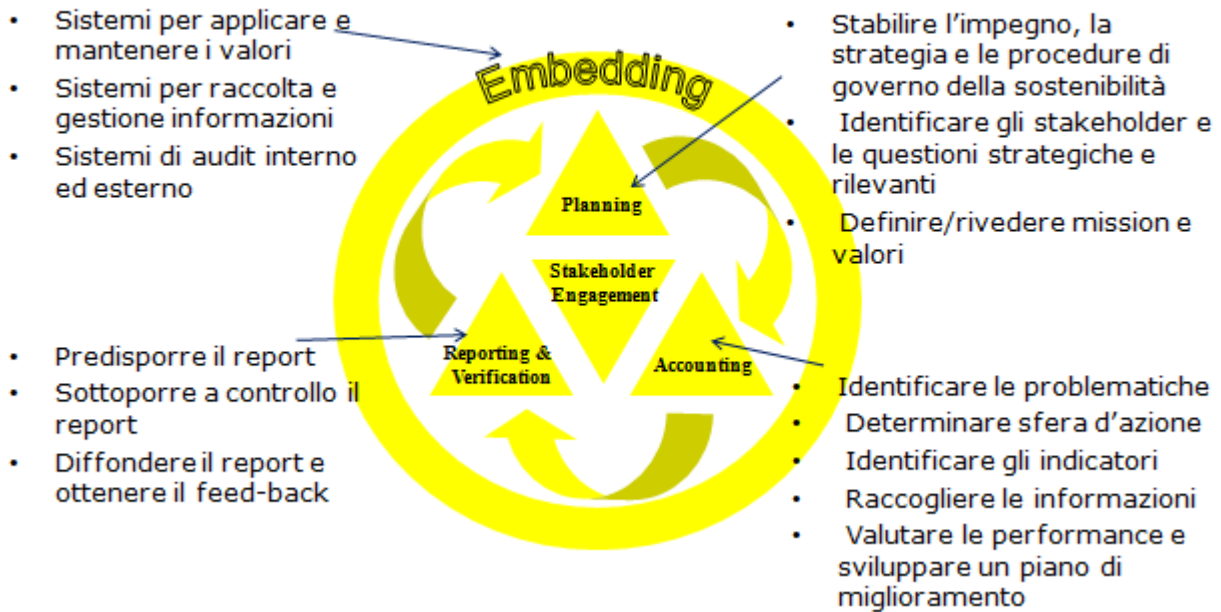 • Sistemi per applicare e
mantenere i valori
• Sistemi per raccolta e
gestione informazioni
• Sistemi di audit interno
ed esterno
• Stabilire l’impegno, la
strategia e le procedure di
governo della sostenibilità
• Identificare gli stakeholder e
le questioni strategiche e
rilevanti
• Definire/rivedere mission e
valori
Embedding
Planning
Stakeholder
Engagement
Reporting &
Verification
Accounting
• Predisporre il report
• Sottoporre a controllo il
report
• Diffondere il report e
ottenere il feed-back
• Identificare le problematiche
• Determinare sfera d’azione
• Identificare gli indicatori
• Raccogliere le informazioni
• Valutare le performance e
sviluppare un piano di
miglioramento